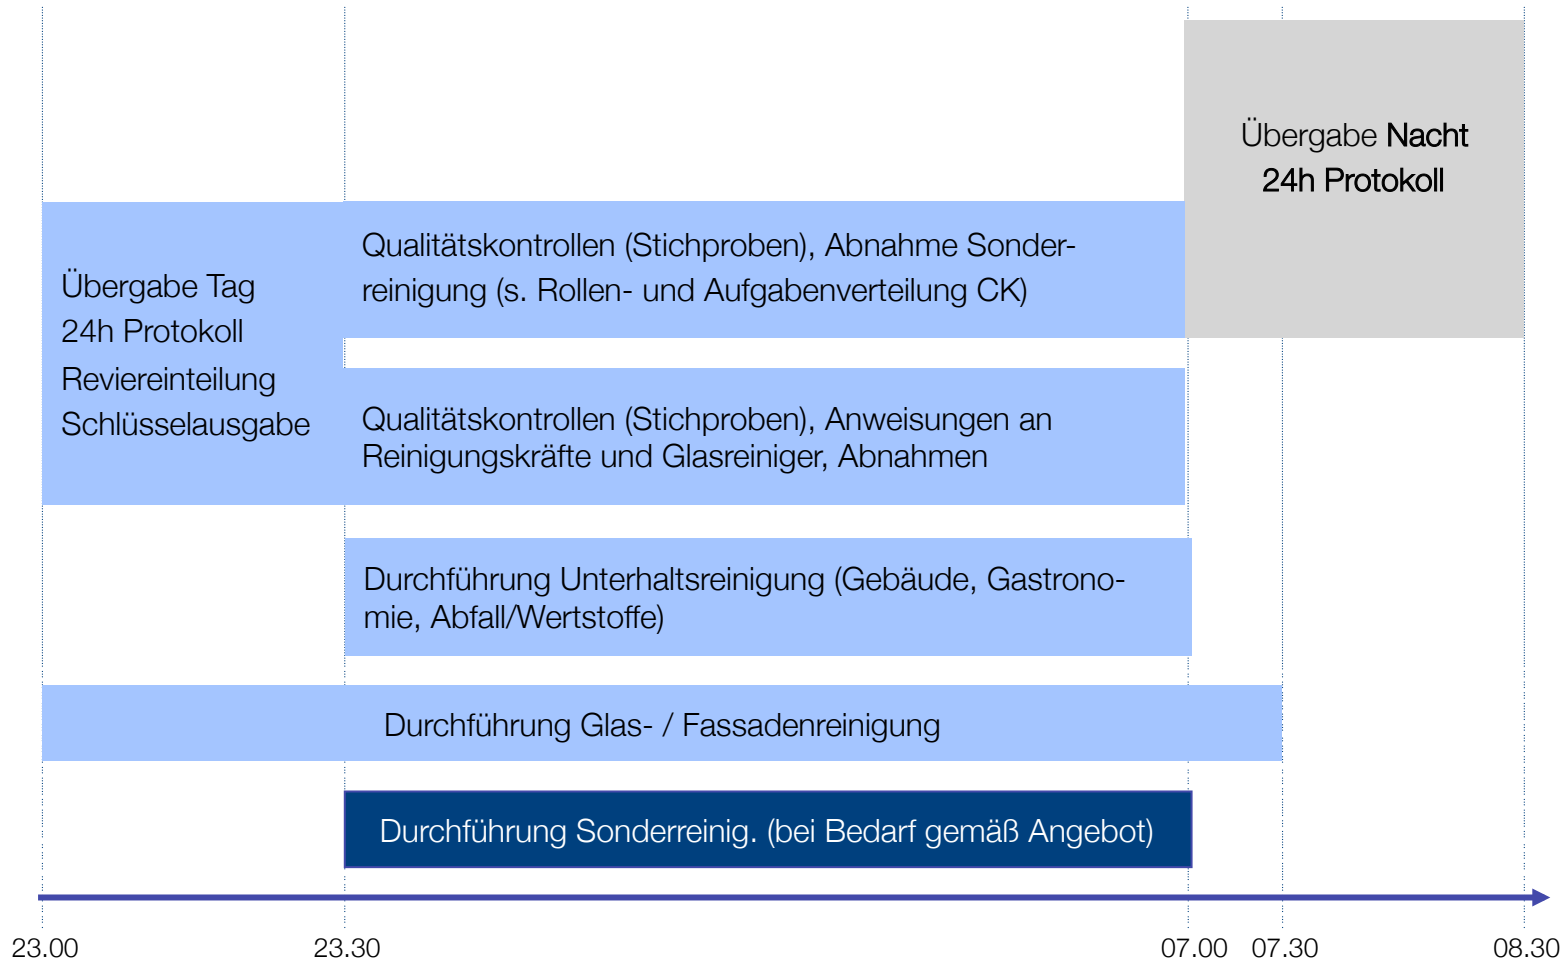 Übergabe Nacht
24h Protokoll
Übergabe Tag
24h Protokoll
Reviereinteilung
Schlüsselausgabe
Qualitätskontrollen (Stichproben), Abnahme Sonder-
reinigung (s. Rollen- und Aufgabenverteilung CK)
Qualitätskontrollen (Stichproben), Anweisungen an
Reinigungskräfte und Glasreiniger, Abnahmen
Durchführung Unterhaltsreinigung (Gebäude, Gastrono-
mie, Abfall/Wertstoffe)
Durchführung Glas- / Fassadenreinigung
Durchführung Sonderreinig. (bei Bedarf gemäß Angebot)
23.00 23.30 07.00 07.30 08.30